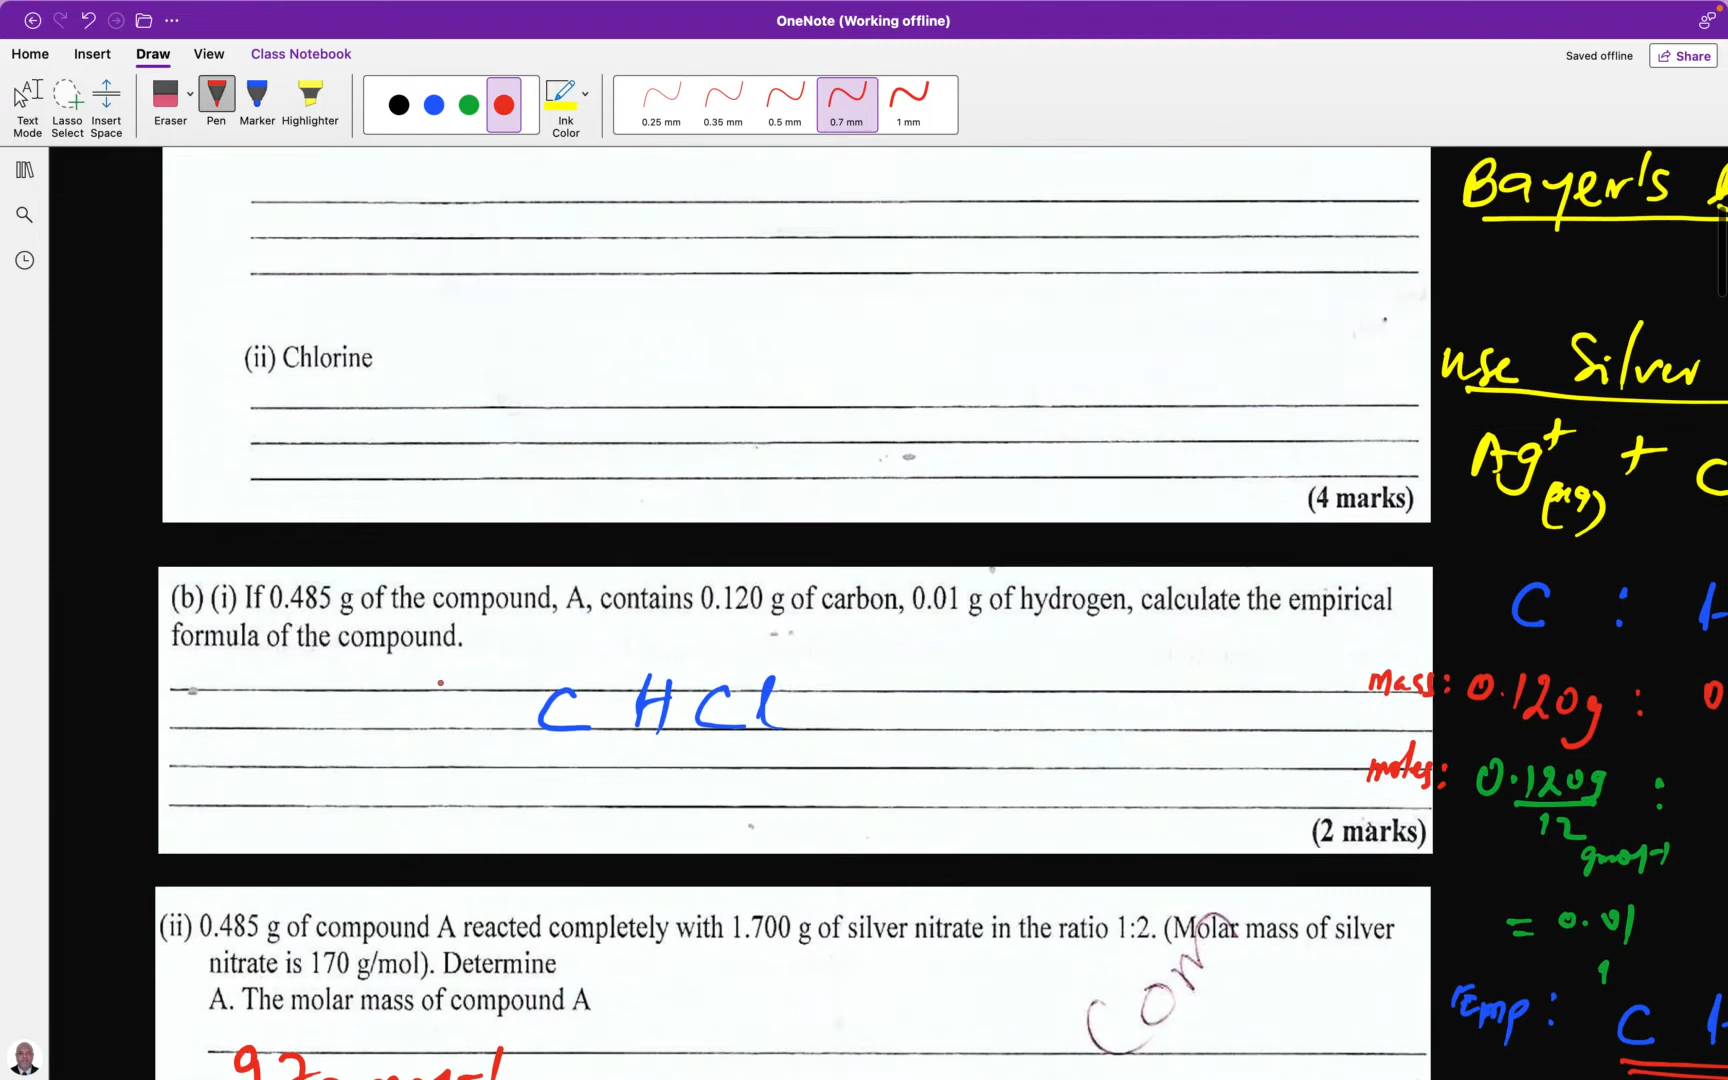 OneNote (Working offline)
Home Insert Draw View Class Notebook
Saved offline Share
Text Mode Lasso Select Insert Space Eraser Pen Marker Highlighter Ink Color 0.25 mm 0.35 mm 0.5 mm 0.7 mm 1 mm
Bayer's
(ii) Chlorine
use Silver
Ag+ (aq) + C
(4 marks)
(b) (i) If 0.485 g of the compound, A, contains 0.120 g of carbon, 0.01 g of hydrogen, calculate the empirical
formula of the compound.
C : H
C H Cl
mass: 0.120g : 0
moles: 0.120g :
12
gmol-1
(2 marks)
= 0.01
1
Emp: C H
(ii) 0.485 g of compound A reacted completely with 1.700 g of silver nitrate in the ratio 1:2. (Molar mass of silver
nitrate is 170 g/mol). Determine
A. The molar mass of compound A
Com